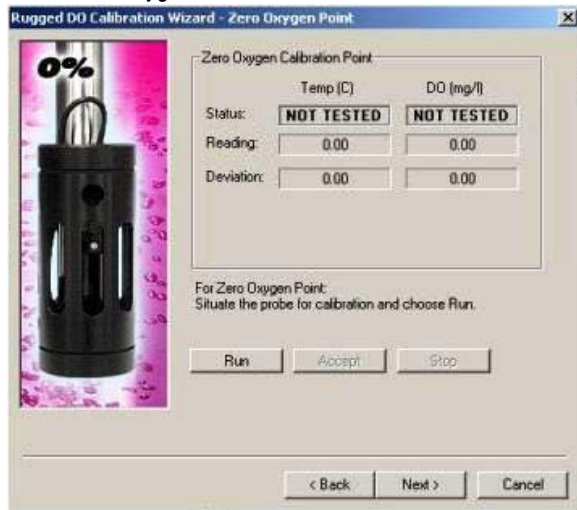 Rugged DO Calibration Wizard - Zero Oxygen Point
0%
Zero Oxygen Calibration Point
Temp (C) DO (mg/l)
Status: NOT TESTED NOT TESTED
Reading: 0.00 0.00
Deviation: 0.00 0.00
For Zero Oxygen Point:
Situate the probe for calibration and choose Run.
Run Accept Stop
< Back Next > Cancel